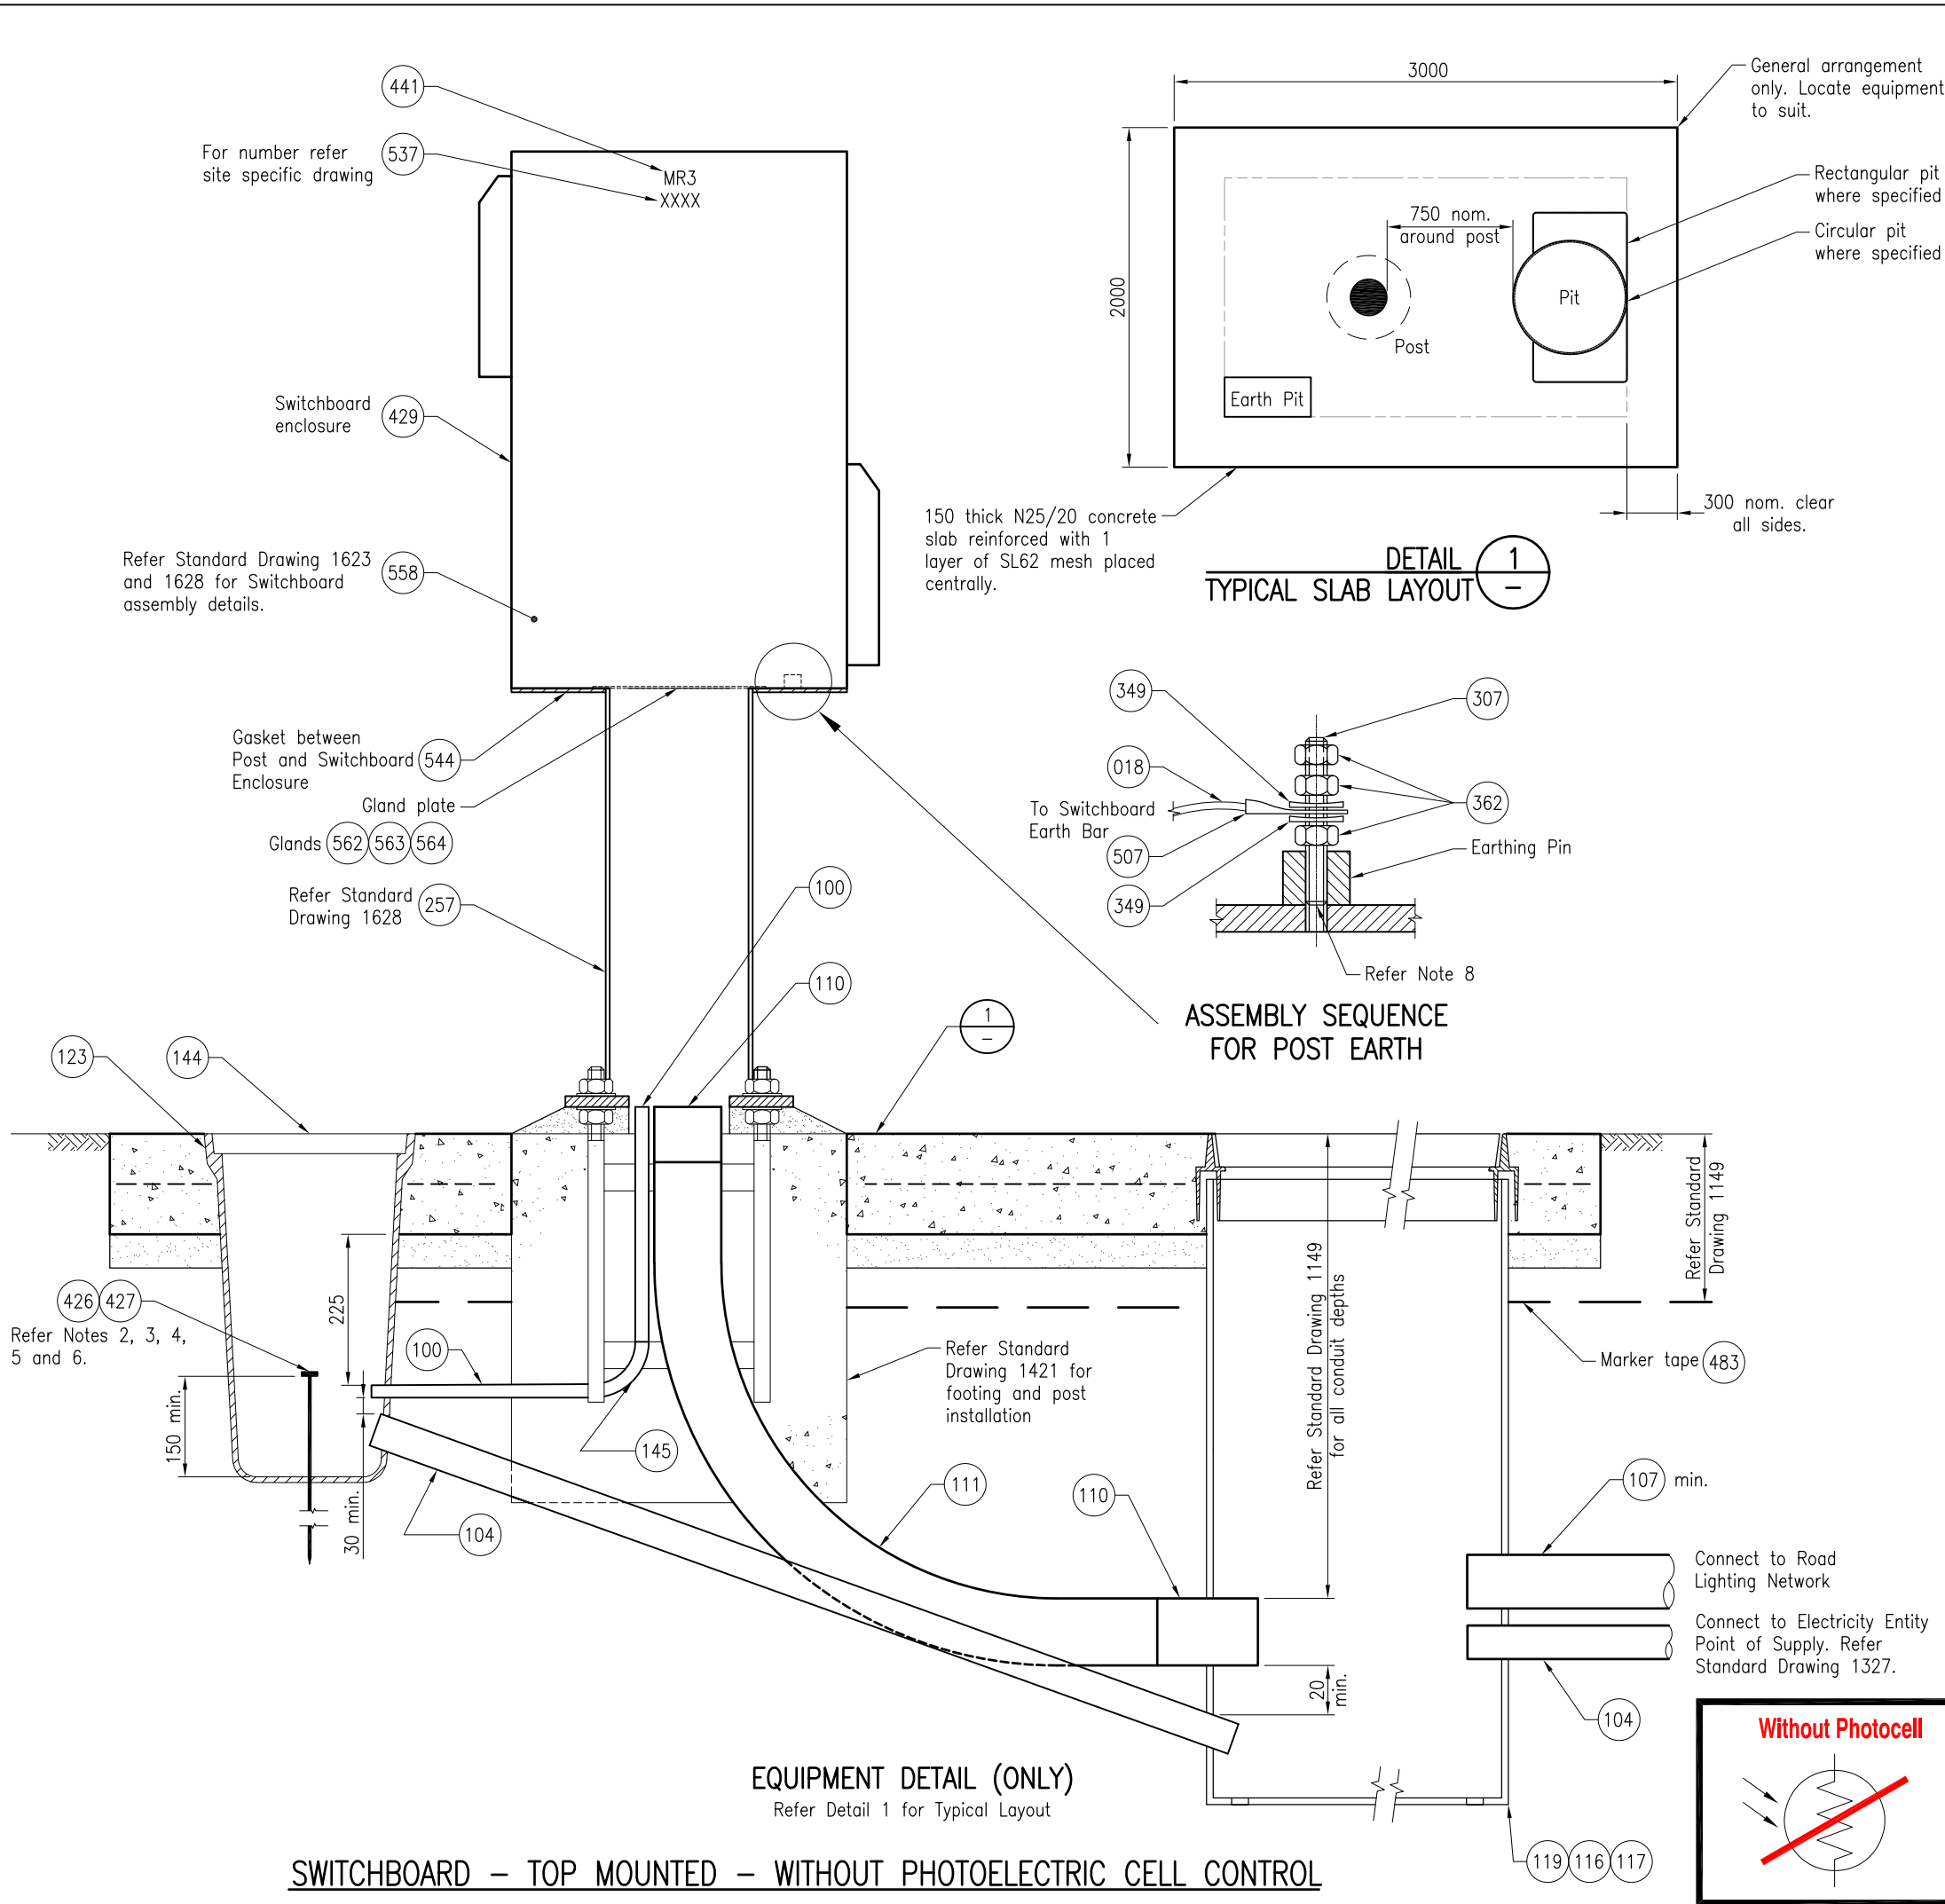 441
For number refer
site specific drawing
537
MR3
XXXX
Switchboard
enclosure
429
Refer Standard Drawing 1623
and 1628 for Switchboard
assembly details.
558
Gasket between
Post and Switchboard
Enclosure
544
Gland plate
Glands 562 563 564
Refer Standard
Drawing 1628
257
100
110
1
–
123
144
3000
2000
General arrangement
only. Locate equipment
to suit.
Rectangular pit
where specified
Circular pit
where specified
750 nom.
around post
Pit
Post
Earth Pit
300 nom. clear
all sides.
150 thick N25/20 concrete
slab reinforced with 1
layer of SL62 mesh placed
centrally.
DETAIL 1
TYPICAL SLAB LAYOUT –
349
307
018
362
To Switchboard
Earth Bar
507
Earthing Pin
349
Refer Note 8
ASSEMBLY SEQUENCE
FOR POST EARTH
426 427
Refer Notes 2, 3, 4,
5 and 6.
225
150 min.
30 min.
100
145
104
111
110
Refer Standard
Drawing 1421 for
footing and post
installation
Refer Standard Drawing 1149
for all conduit depths
Refer Standard
Drawing 1149
Marker tape 483
107 min.
Connect to Road
Lighting Network
Connect to Electricity Entity
Point of Supply. Refer
Standard Drawing 1327.
20
min.
104
119 116 117
Without Photocell
EQUIPMENT DETAIL (ONLY)
Refer Detail 1 for Typical Layout
SWITCHBOARD – TOP MOUNTED – WITHOUT PHOTOELECTRIC CELL CONTROL